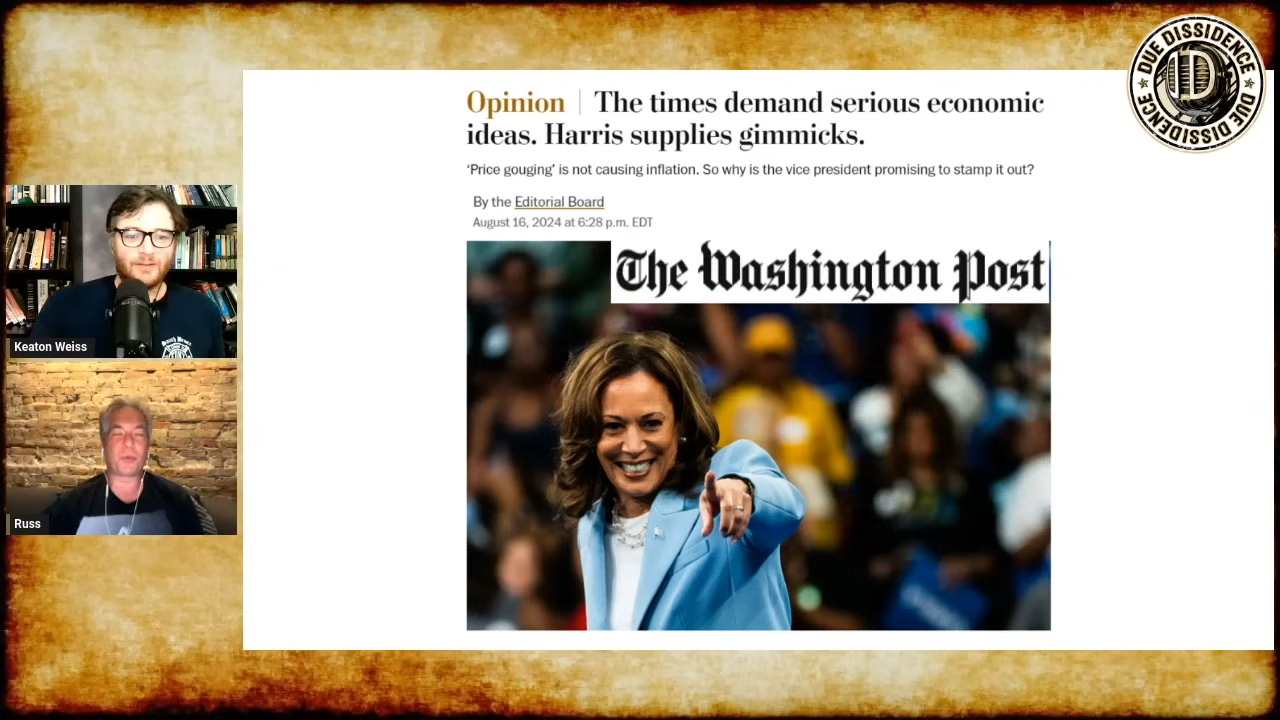 DUE DISSIDENCE
DUE DISSIDENCE
Opinion | The times demand serious economic
ideas. Harris supplies gimmicks.
‘Price gouging’ is not causing inflation. So why is the vice president promising to stamp it out?
By the Editorial Board
August 16, 2024 at 6:28 p.m. EDT
The Washington Post
Keaton Weiss
Russ